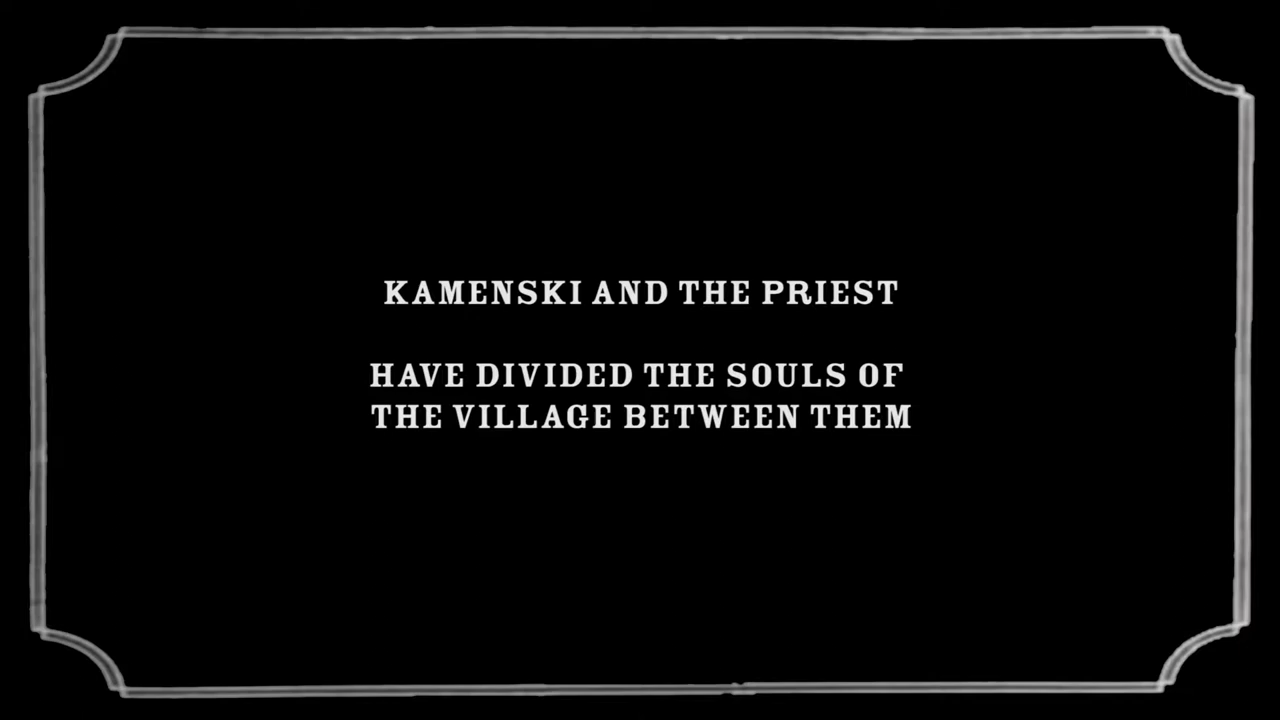 KAMENSKI AND THE PRIEST
HAVE DIVIDED THE SOULS OF
THE VILLAGE BETWEEN THEM